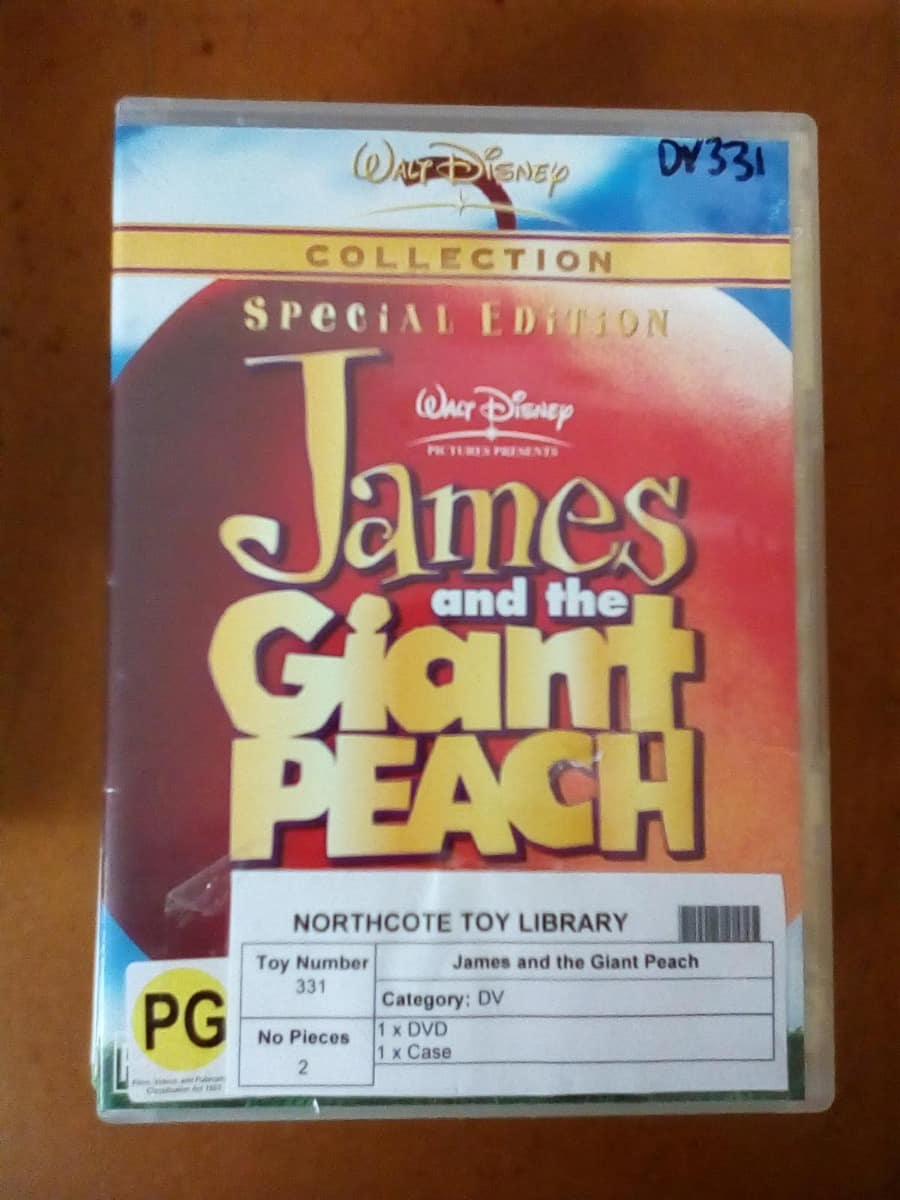 WALT DISNEY
DV331
COLLECTION
SPECIAL EDITION
WALT DISNEY
PICTURES PRESENTS
James
and the
Giant
PEACH
NORTHCOTE TOY LIBRARY
Toy Number
331
James and the Giant Peach
Category: DV
No Pieces
2
1 x DVD
1 x Case
PG